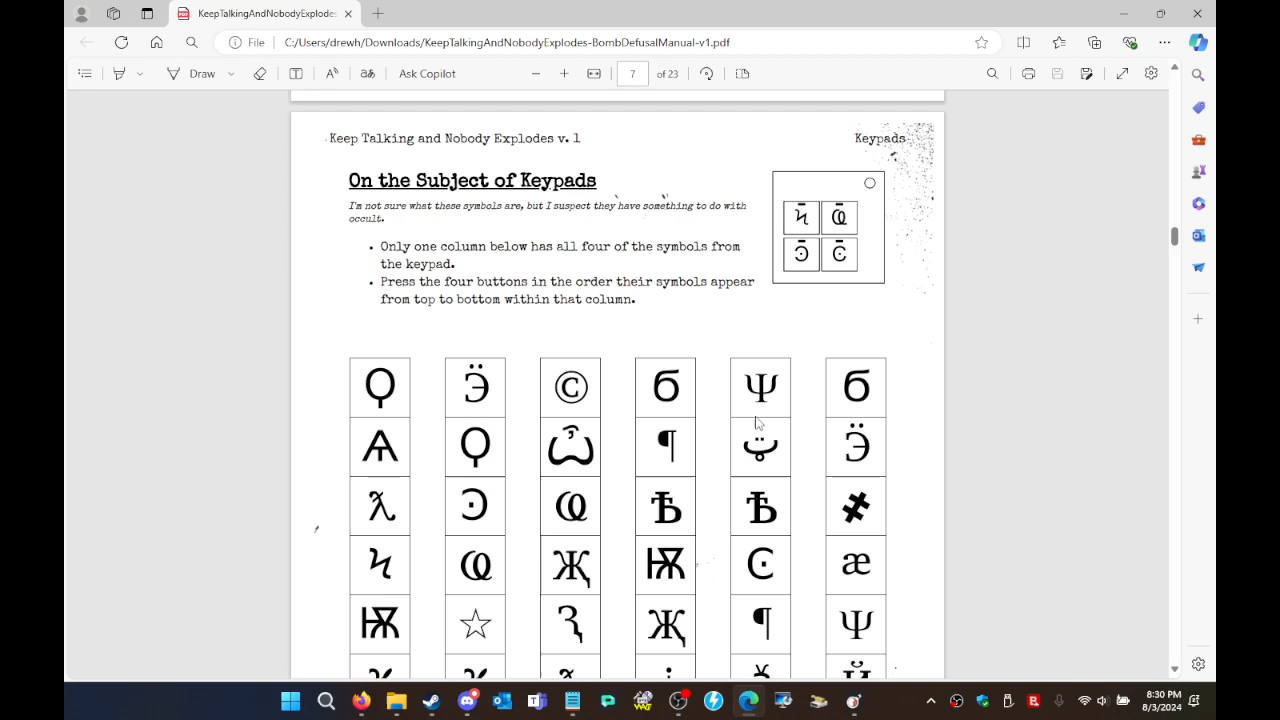 KeepTalkingAndNobodyExplodes
File
C:/Users/drewh/Downloads/KeepTalkingAndNobodyExplodes-BombDefusalManual-v1.pdf
Draw
Ask Copilot
7 of 23
Keep Talking and Nobody Explodes v. 1
Keypads
On the Subject of Keypads
I'm not sure what these symbols are, but I suspect they have something to do with
occult.
• Only one column below has all four of the symbols from
the keypad.
• Press the four buttons in the order their symbols appear
from top to bottom within that column.
Ϟ Ҩ
Ͽ Ͼ
Ϙ Ӭ © б Ψ б
Ѧ Ϙ Ѽ ¶ ټ Ӭ
ƛ Ͽ Ҩ Ѣ Ѣ ҂
Ϟ Ҩ Җ Ѭ Ͼ æ
Ѭ ☆ Ԇ Җ ¶ Ψ
8:30 PM
8/3/2024